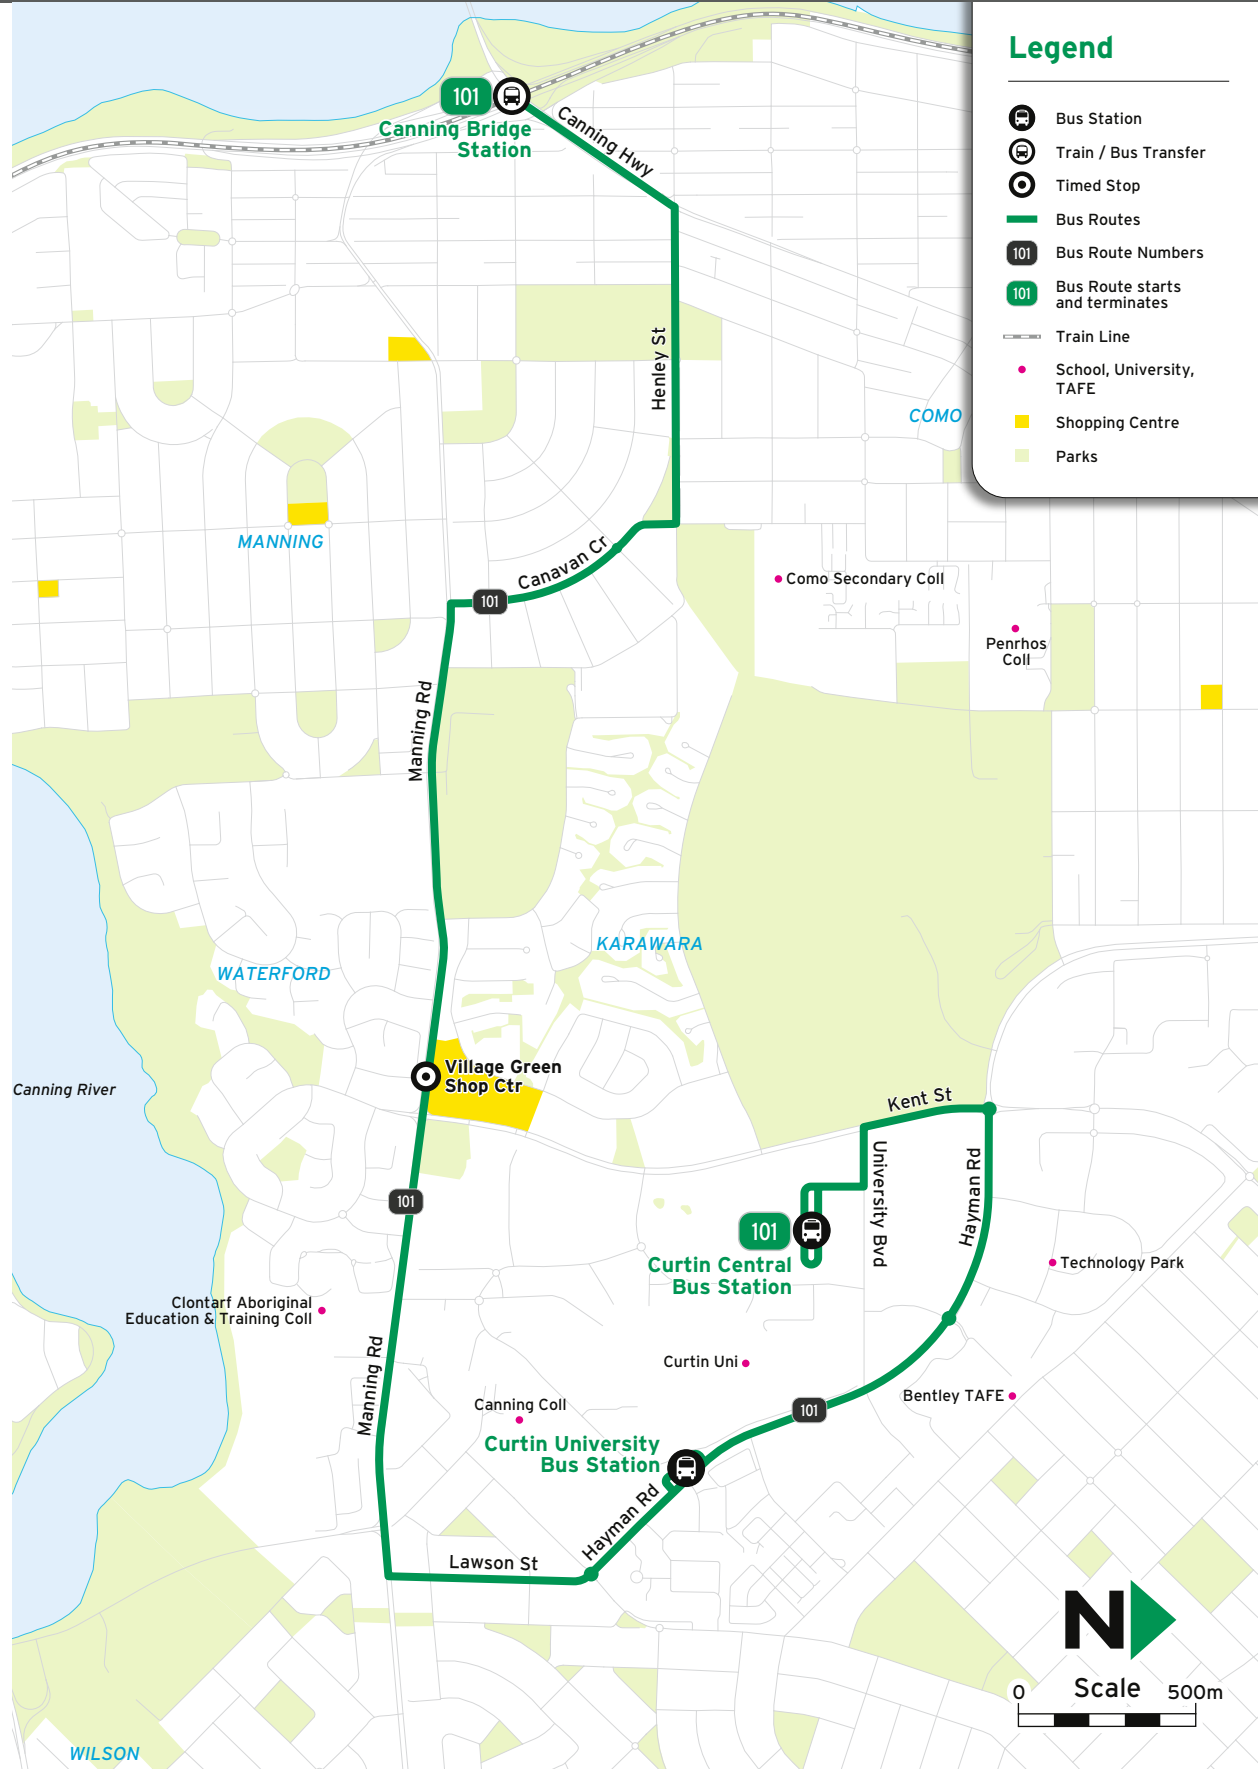 Legend
Bus Station
Train / Bus Transfer
Timed Stop
Bus Routes
101
Bus Route Numbers
101
Bus Route starts
and terminates
Train Line
School, University,
TAFE
Shopping Centre
Parks
101
Canning Bridge
Station
Canning Hwy
Henley St
COMO
MANNING
Canavan Cr
101
Como Secondary Coll
Penrhos
Coll
Manning Rd
KARAWARA
WATERFORD
Village Green
Shop Ctr
Canning River
Kent St
University Bvd
Hayman Rd
101
101
Curtin Central
Bus Station
Technology Park
Clontarf Aboriginal
Education & Training Coll
Manning Rd
Curtin Uni
Bentley TAFE
101
Canning Coll
Curtin University
Bus Station
Hayman Rd
Lawson St
N
Scale
0
500m
WILSON